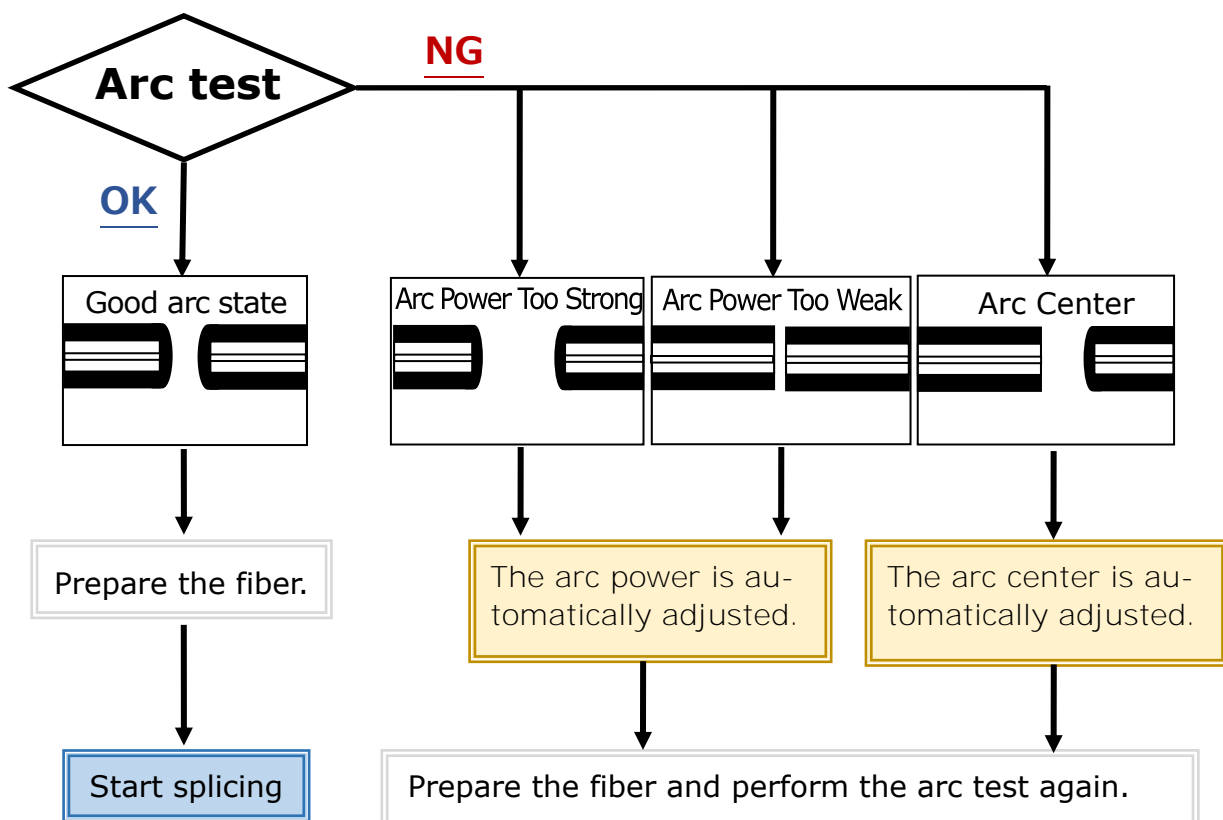 Arc test
NG
OK
Good arc state
Arc Power Too Strong
Arc Power Too Weak
Arc Center
Prepare the fiber.
The arc power is au-
tomatically adjusted.
The arc center is au-
tomatically adjusted.
Start splicing
Prepare the fiber and perform the arc test again.